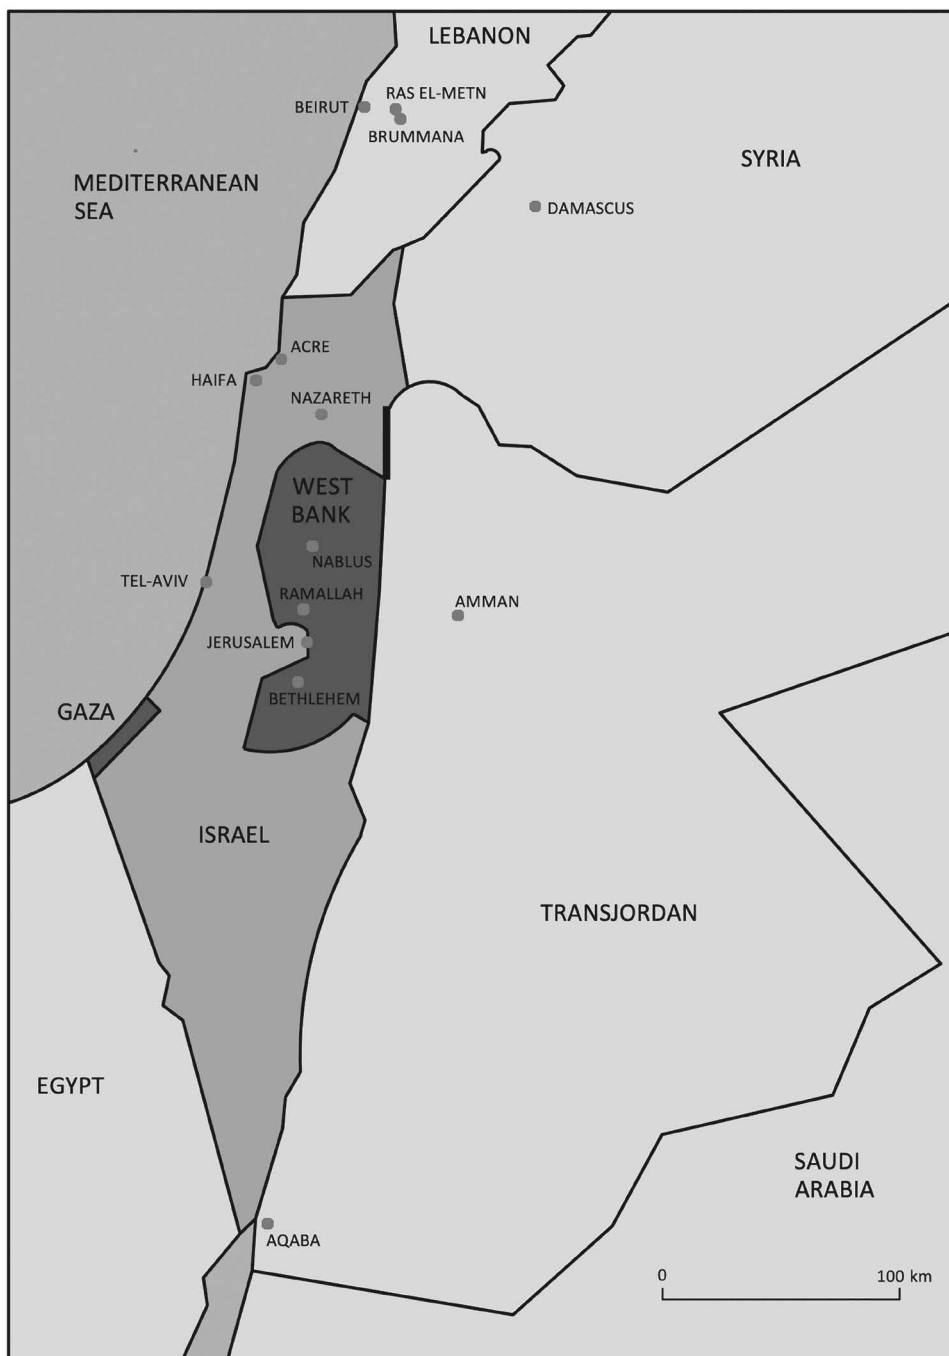 LEBANON
RAS EL-METN
BEIRUT
BRUMMANA
SYRIA
MEDITERRANEAN
SEA
DAMASCUS
ACRE
HAIFA
NAZARETH
WEST
BANK
NABLUS
TEL-AVIV
RAMALLAH
AMMAN
JERUSALEM
BETHLEHEM
GAZA
ISRAEL
TRANSJORDAN
EGYPT
SAUDI
ARABIA
AQABA
0
100 km